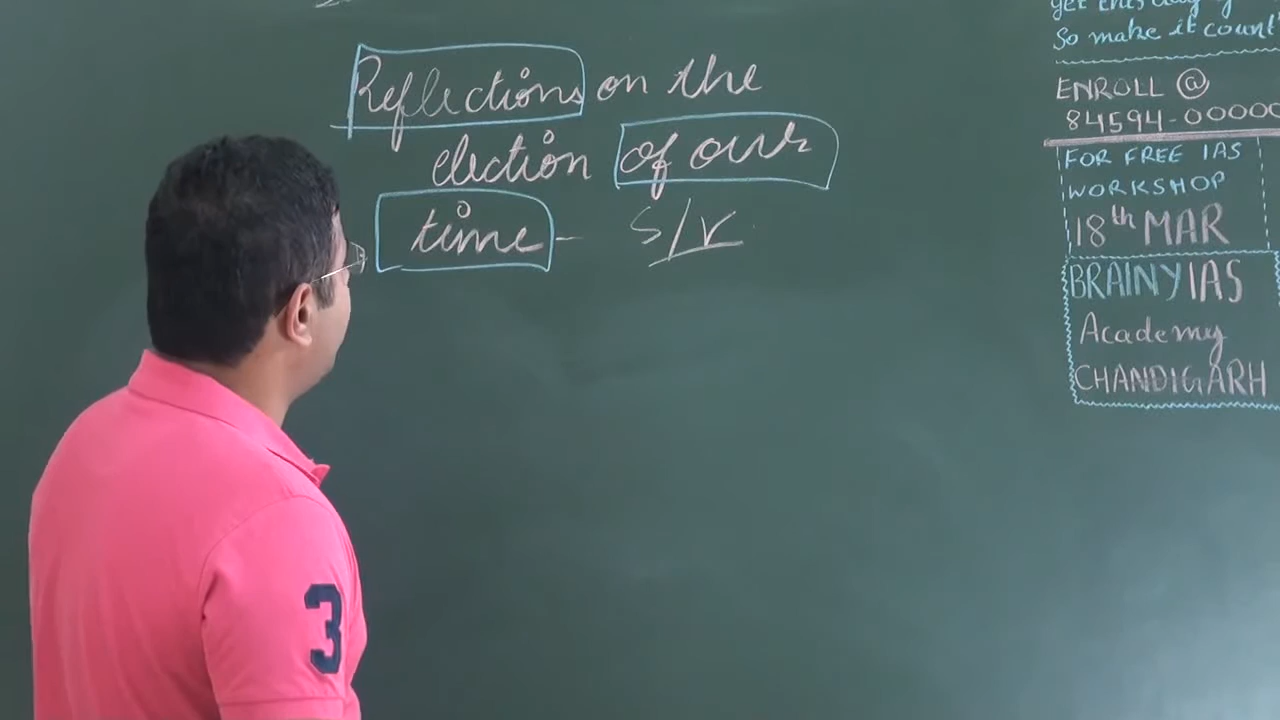 Reflections on the
election of our
time - S/V
get this day
So make it count
ENROLL @
84594-00000
FOR FREE IAS
WORKSHOP
18th MAR
BRAINY IAS
Academy
CHANDIGARH
3